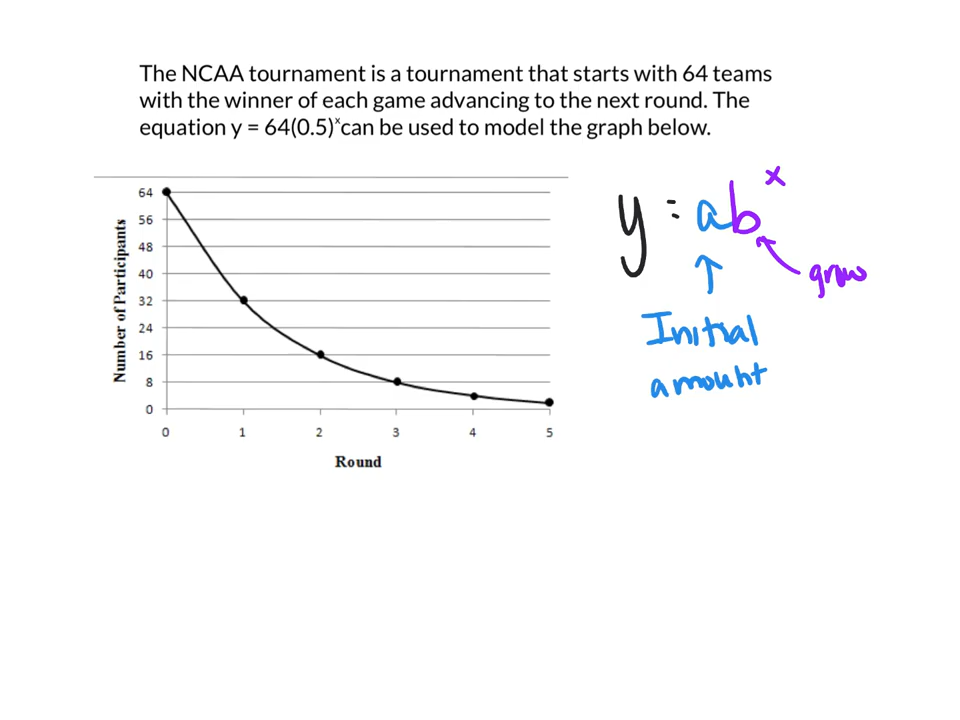 The NCAA tournament is a tournament that starts with 64 teams
with the winner of each game advancing to the next round. The
equation y = 64(0.5)ˣcan be used to model the graph below.
Number of Participants
64
56
48
40
32
24
16
8
0
0 1 2 3 4 5
Round
y = abˣ
grow
Initial
amount